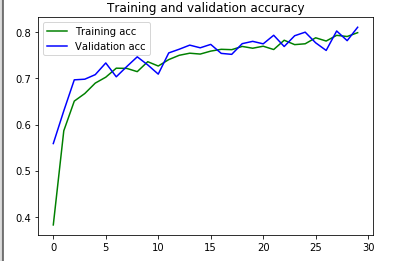 Training and validation accuracy
Training acc
Validation acc
0.8
0.7
0.6
0.5
0.4
0 5 10 15 20 25 30